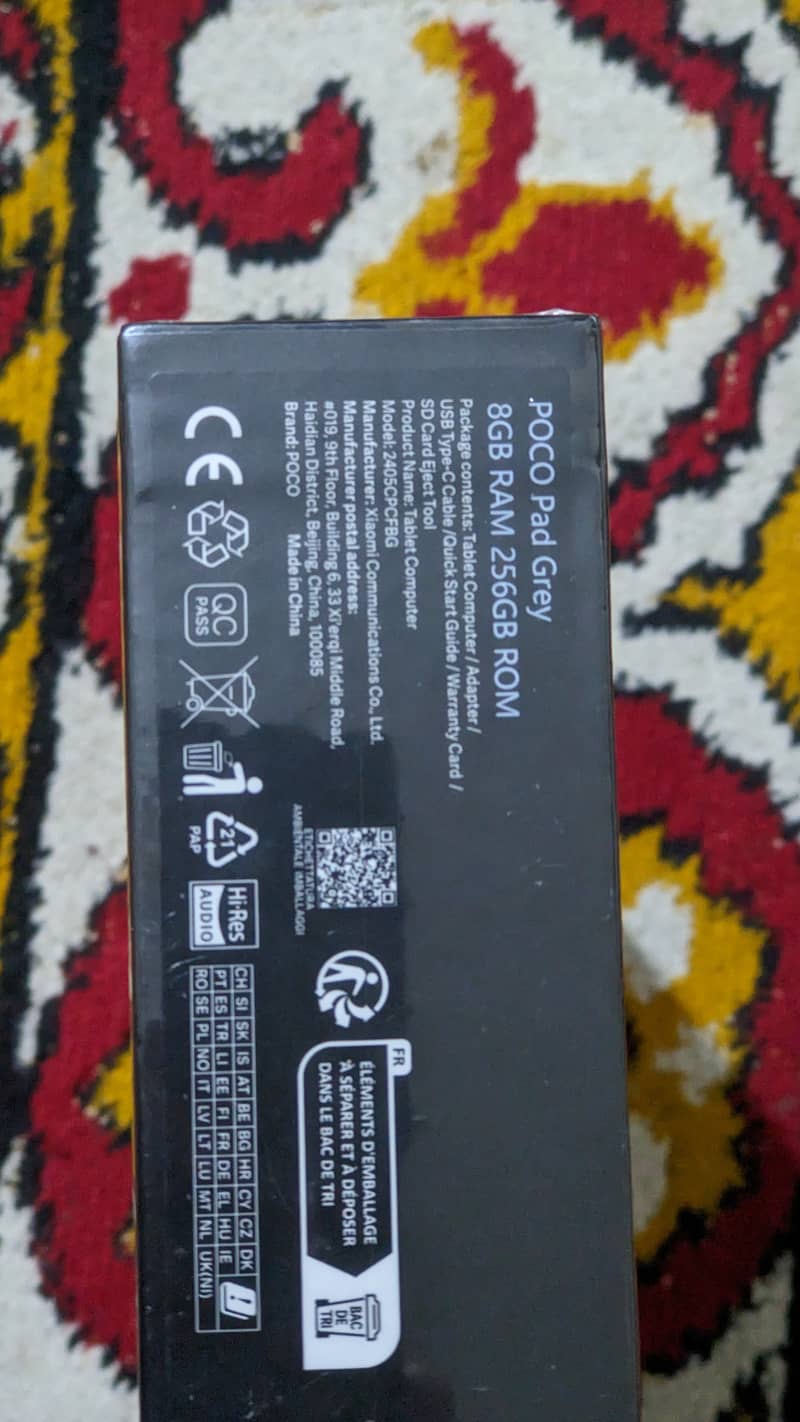 POCO Pad Grey
8GB RAM 256GB ROM
Package contents: Tablet Computer / Adapter /
USB Type-C Cable / Quick Start Guide / Warranty Card /
SD Card Eject Tool
Product Name: Tablet Computer
Model: 2405CPCFBG
Manufacturer: Xiaomi Communications Co., Ltd.
Manufacturer postal address:
#019, 9th Floor, Building 6, 33 Xi'erqi Middle Road,
Haidian District, Beijing, China, 100085
Brand: POCO Made in China
ETICHETTATURA
AMBIENTALE IMBALLAGGI
FR
ÉLÉMENTS D'EMBALLAGE
À SÉPARER ET À DÉPOSER
DANS LE BAC DE TRI
BAC
DE
TRI
CE
QC
PASS
21
PAP
Hi-Res
AUDIO
CH SI SK IS AT BE BG HR CY CZ DK
PT ES TR LI EE FI FR DE EL HU IE
RO SE PL NO IT LV LT LU MT NL UK(NI)